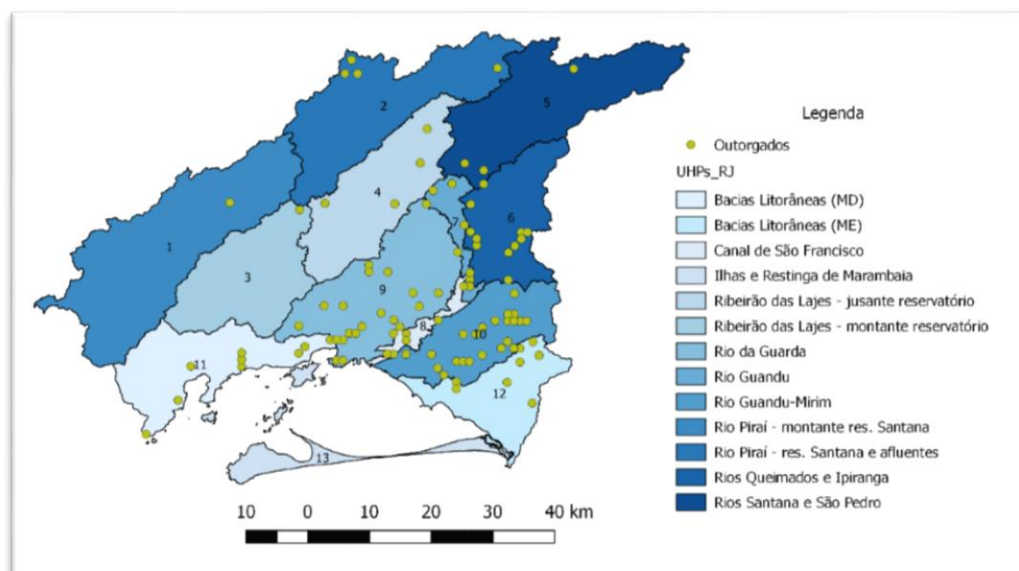 Legenda
Outorgados
UHPs_RJ
Bacias Litorâneas (MD)
Bacias Litorâneas (ME)
Canal de São Francisco
Ilhas e Restinga de Marambaia
Ribeirão das Lajes - jusante reservatório
Ribeirão das Lajes - montante reservatório
Rio da Guarda
Rio Guandu
Rio Guandu-Mirim
Rio Piraí - montante res. Santana
Rio Piraí - res. Santana e afluentes
Rios Queimados e Ipiranga
Rios Santana e São Pedro
2
5
4
7
6
1
3
9
8
10
11
12
13
10 0 10 20 30 40 km